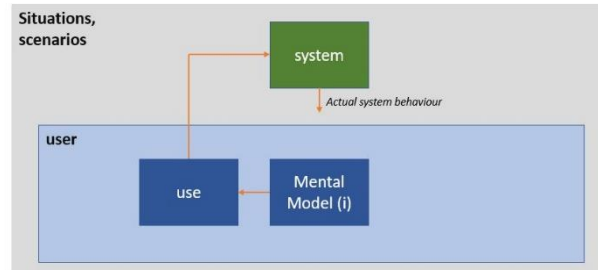 Situations,
scenarios
system
Actual system behaviour
user
use
Mental
Model (i)